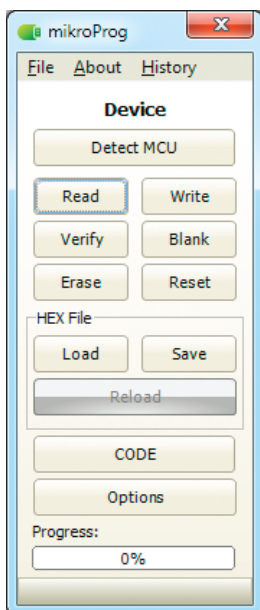 mikroProg
File About History
Device
Detect MCU
Read Write
Verify Blank
Erase Reset
HEX File
Load Save
Reload
CODE
Options
Progress:
0%